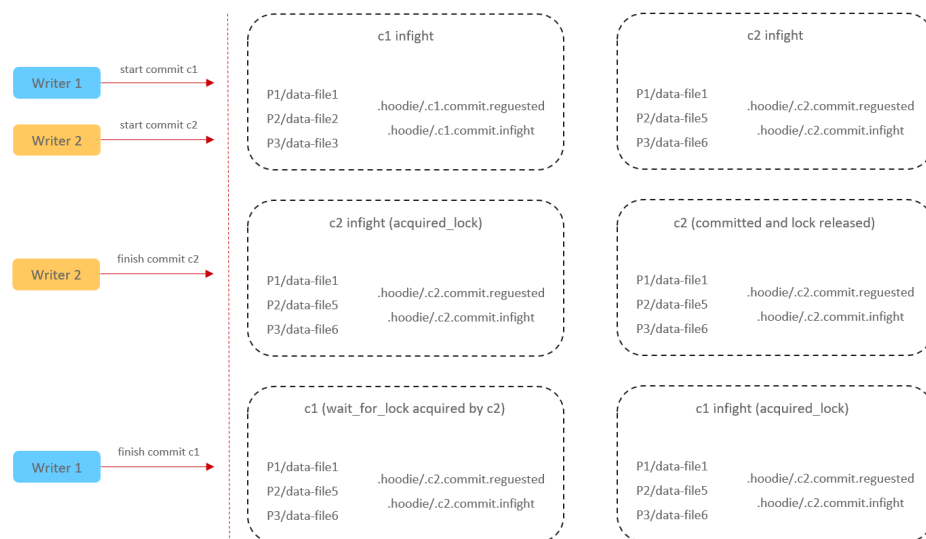 c1 infight
c2 infight
Writer 1
start commit c1
P1/data-file1
P2/data-file2
P3/data-file3
.hoodie/.c1.commit.reguested
.hoodie/.c1.commit.infight
P1/data-file1
P2/data-file5
P3/data-file6
.hoodie/.c2.commit.reguested
.hoodie/.c2.commit.infight
Writer 2
start commit c2
c2 infight (acquired_lock)
c2 (committed and lock released)
Writer 2
finish commit c2
P1/data-file1
P2/data-file5
P3/data-file6
.hoodie/.c2.commit.reguested
.hoodie/.c2.commit.infight
P1/data-file1
P2/data-file5
P3/data-file6
.hoodie/.c2.commit.reguested
.hoodie/.c2.commit.infight
c1 (wait_for_lock acquired by c2)
c1 infight (acquired_lock)
Writer 1
finish commit c1
P1/data-file1
P2/data-file5
P3/data-file6
.hoodie/.c2.commit.reguested
.hoodie/.c2.commit.infight
P1/data-file1
P2/data-file5
P3/data-file6
.hoodie/.c2.commit.reguested
.hoodie/.c2.commit.infight